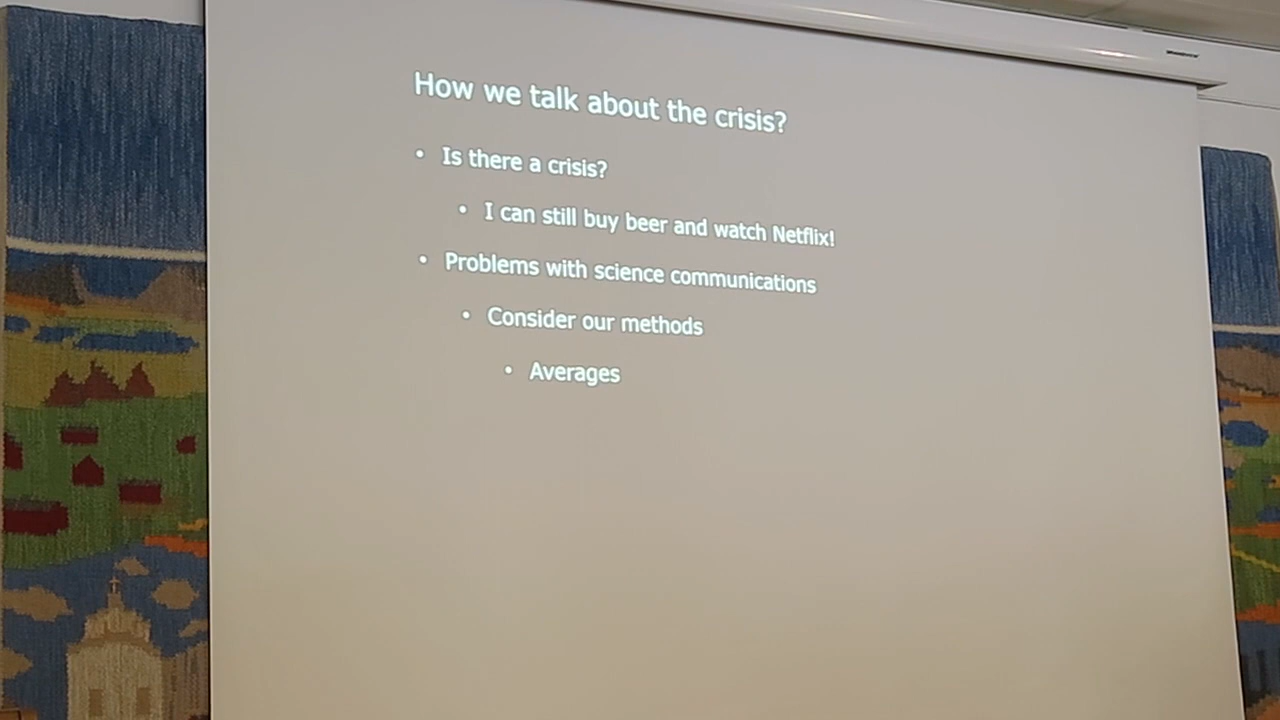 How we talk about the crisis?
• Is there a crisis?
• I can still buy beer and watch Netflix!
• Problems with science communications
• Consider our methods
• Averages